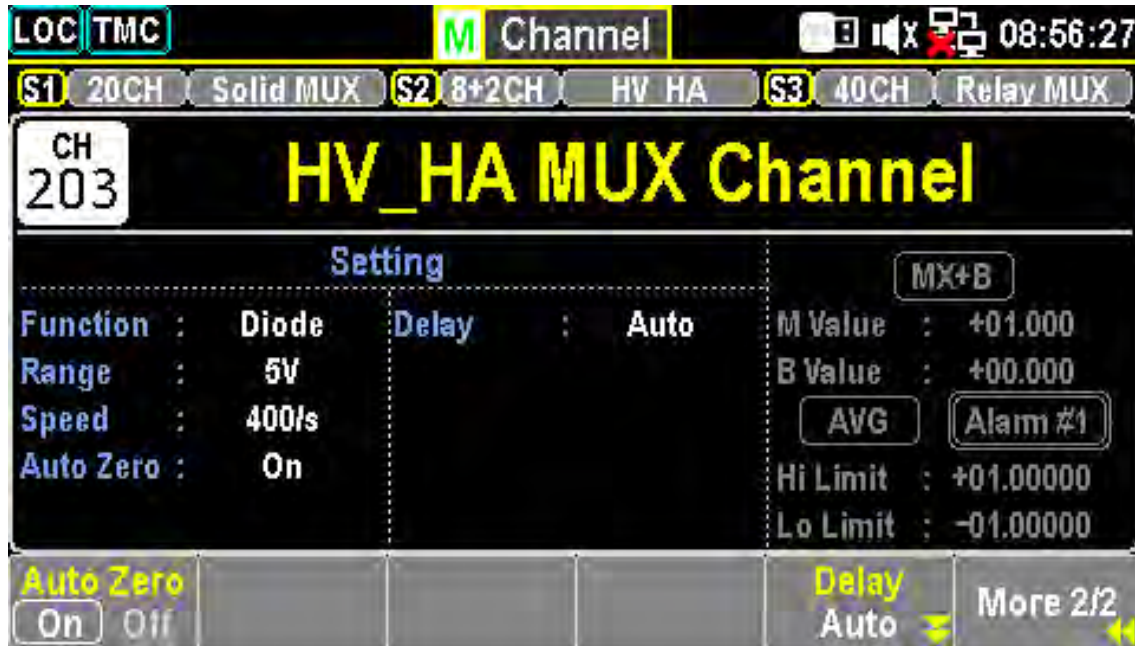 LOC TMC M Channel 08:56:27
S1 20CH Solid MUX S2 8+2CH HV_HA S3 40CH Relay MUX
CH
203
HV_HA MUX Channel
Setting
MX+B
Function : Diode Delay : Auto M Value : +01.000
Range : 5V B Value : +00.000
Speed : 400/s AVG Alarm #1
Auto Zero : On Hi Limit : +01.00000
Lo Limit : -01.00000
Auto Zero Delay More 2/2
On Off Auto